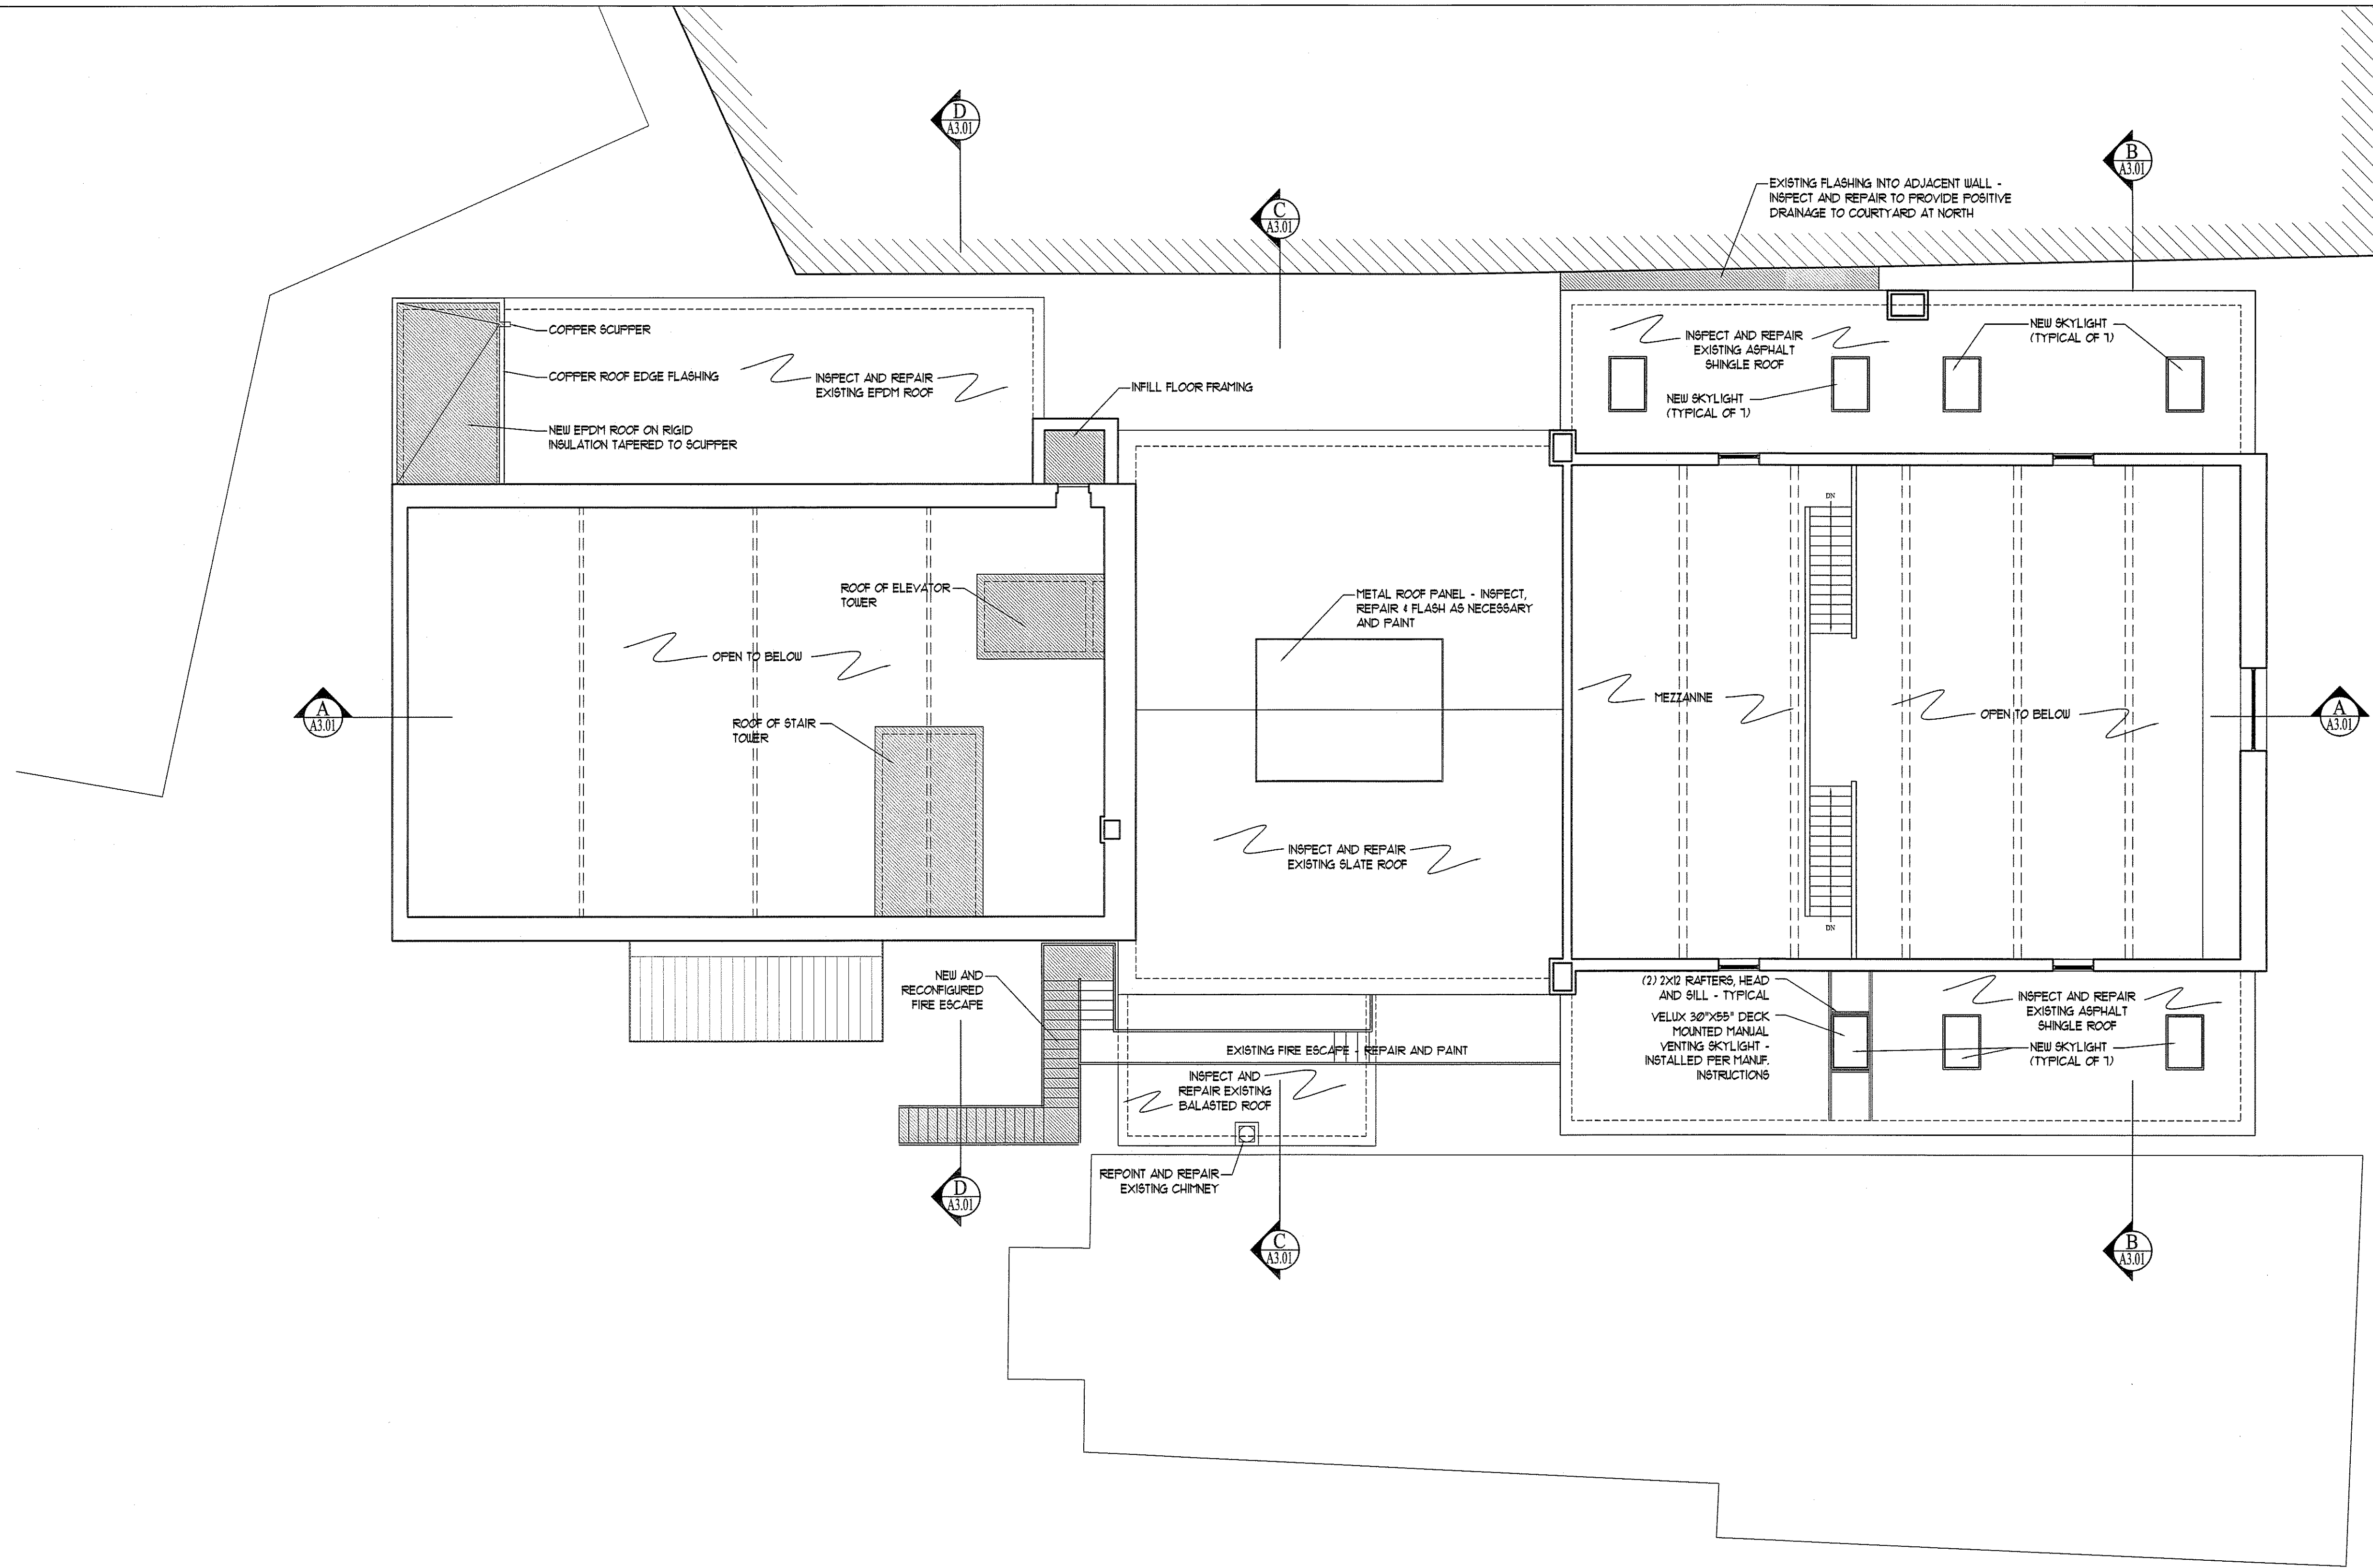 D
A3.01
B
A3.01
C
A3.01
EXISTING FLASHING INTO ADJACENT WALL -
INSPECT AND REPAIR TO PROVIDE POSITIVE
DRAINAGE TO COURTYARD AT NORTH
COPPER SCUPPER
COPPER ROOF EDGE FLASHING
INSPECT AND REPAIR
EXISTING EPDM ROOF
NEW EPDM ROOF ON RIGID
INSULATION TAPERED TO SCUPPER
INFILL FLOOR FRAMING
INSPECT AND REPAIR
EXISTING ASPHALT
SHINGLE ROOF
NEW SKYLIGHT
(TYPICAL OF 7)
NEW SKYLIGHT
(TYPICAL OF 7)
DN
ROOF OF ELEVATOR
TOWER
METAL ROOF PANEL - INSPECT,
REPAIR & FLASH AS NECESSARY
AND PAINT
OPEN TO BELOW
MEZZANINE
OPEN TO BELOW
A
A3.01
A
A3.01
ROOF OF STAIR
TOWER
INSPECT AND REPAIR
EXISTING SLATE ROOF
DN
NEW AND
RECONFIGURED
FIRE ESCAPE
(2) 2X12 RAFTERS, HEAD
AND SILL - TYPICAL
VELUX 30"X55" DECK
MOUNTED MANUAL
VENTING SKYLIGHT -
INSTALLED PER MANUF.
INSTRUCTIONS
INSPECT AND REPAIR
EXISTING ASPHALT
SHINGLE ROOF
NEW SKYLIGHT
(TYPICAL OF 7)
EXISTING FIRE ESCAPE - REPAIR AND PAINT
INSPECT AND
REPAIR EXISTING
BALASTED ROOF
REPOINT AND REPAIR
EXISTING CHIMNEY
D
A3.01
C
A3.01
B
A3.01